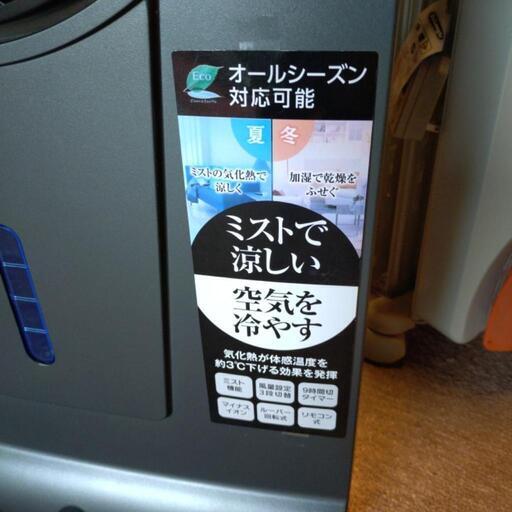 Eco
オールシーズン
対応可能
夏
冬
ミストの気化熱で
涼しく
加湿で乾燥を
ふせぐ
ミストで
涼しい
空気を
冷やす
気化熱が体感温度を
約3℃下げる効果を発揮
ミスト
機能
風量設定
3段切替
9時間切
タイマー
マイナス
イオン
ルーバー
回転式
リモコン
式